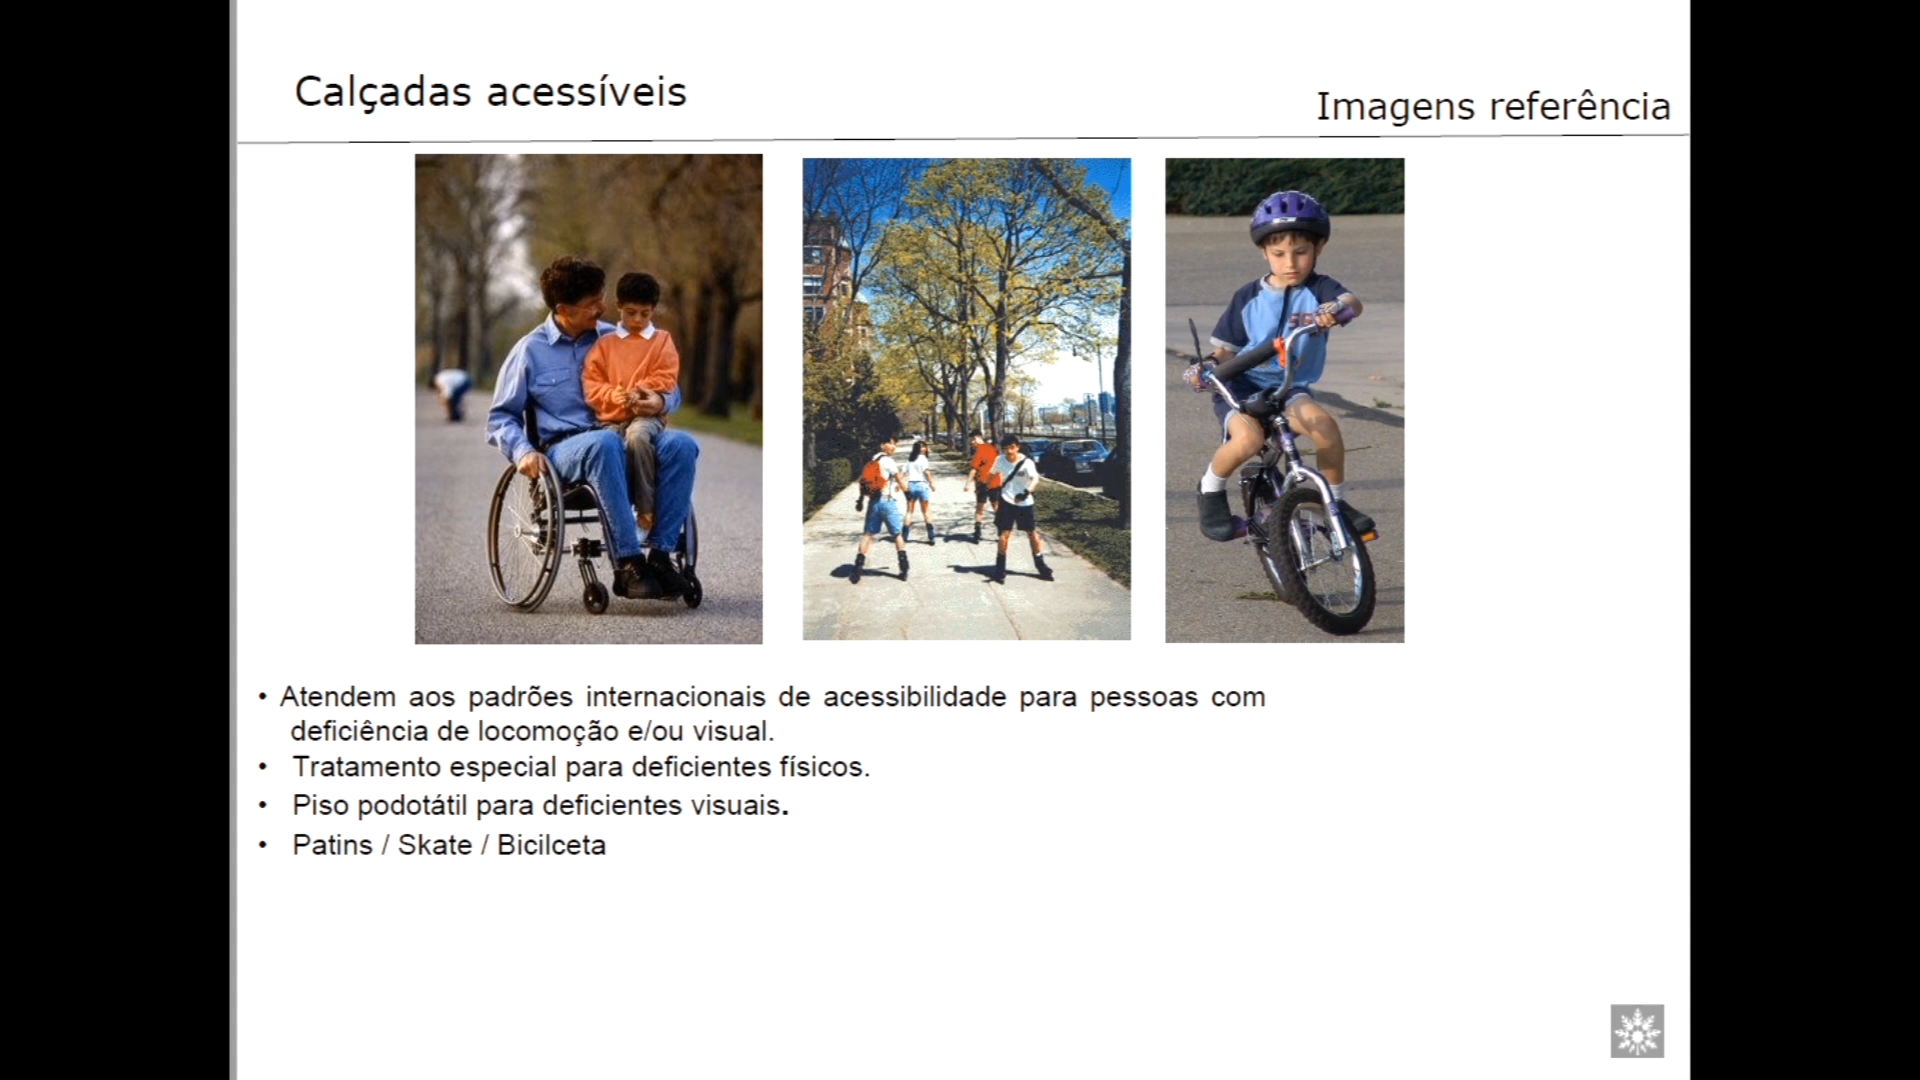 Calçadas acessíveis
Imagens referência
• Atendem aos padrões internacionais de acessibilidade para pessoas com
deficiência de locomoção e/ou visual.
• Tratamento especial para deficientes físicos.
• Piso podotátil para deficientes visuais.
• Patins / Skate / Bicilceta